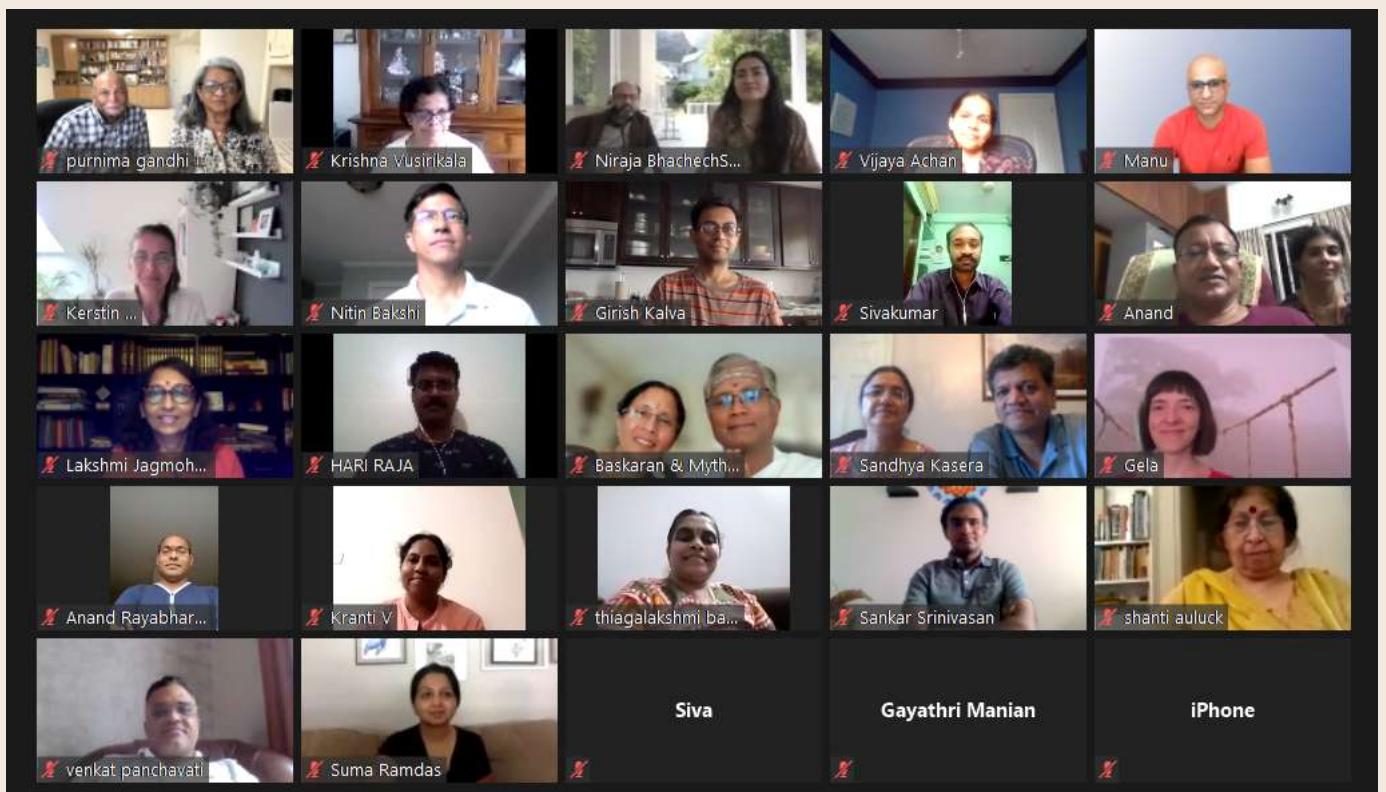 purnima gandhi
Krishna Vusirikala
Niraja BhachechS...
Vijaya Achan
Manu
Kerstin ...
Nitin Bakshi
Girish Kalva
Sivakumar
Anand
Lakshmi Jagmoh...
HARI RAJA
Baskaran & Myth...
Sandhya Kasera
Gela
Anand Rayabhar...
Kranti V
thiagalakshmi ba...
Sankar Srinivasan
shanti auluck
venkat panchavati
Suma Ramdas
Siva
Gayathri Manian
iPhone